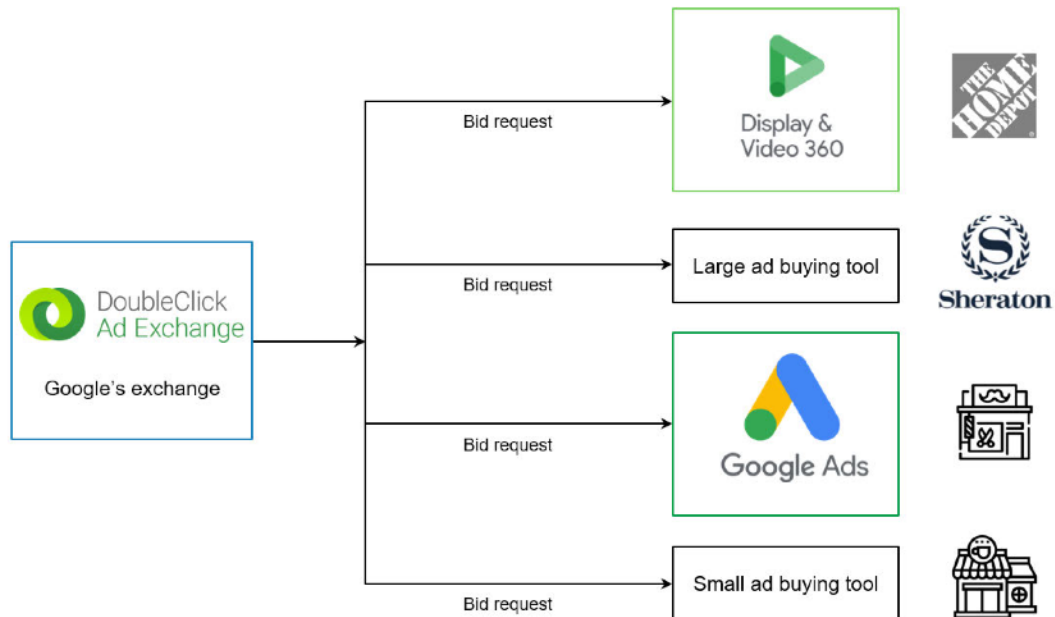 Bid request
Display &
Video 360
THE
HOME
DEPOT
Bid request
Large ad buying tool
S
Sheraton
DoubleClick
Ad Exchange
Google's exchange
Bid request
Google Ads
Bid request
Small ad buying tool